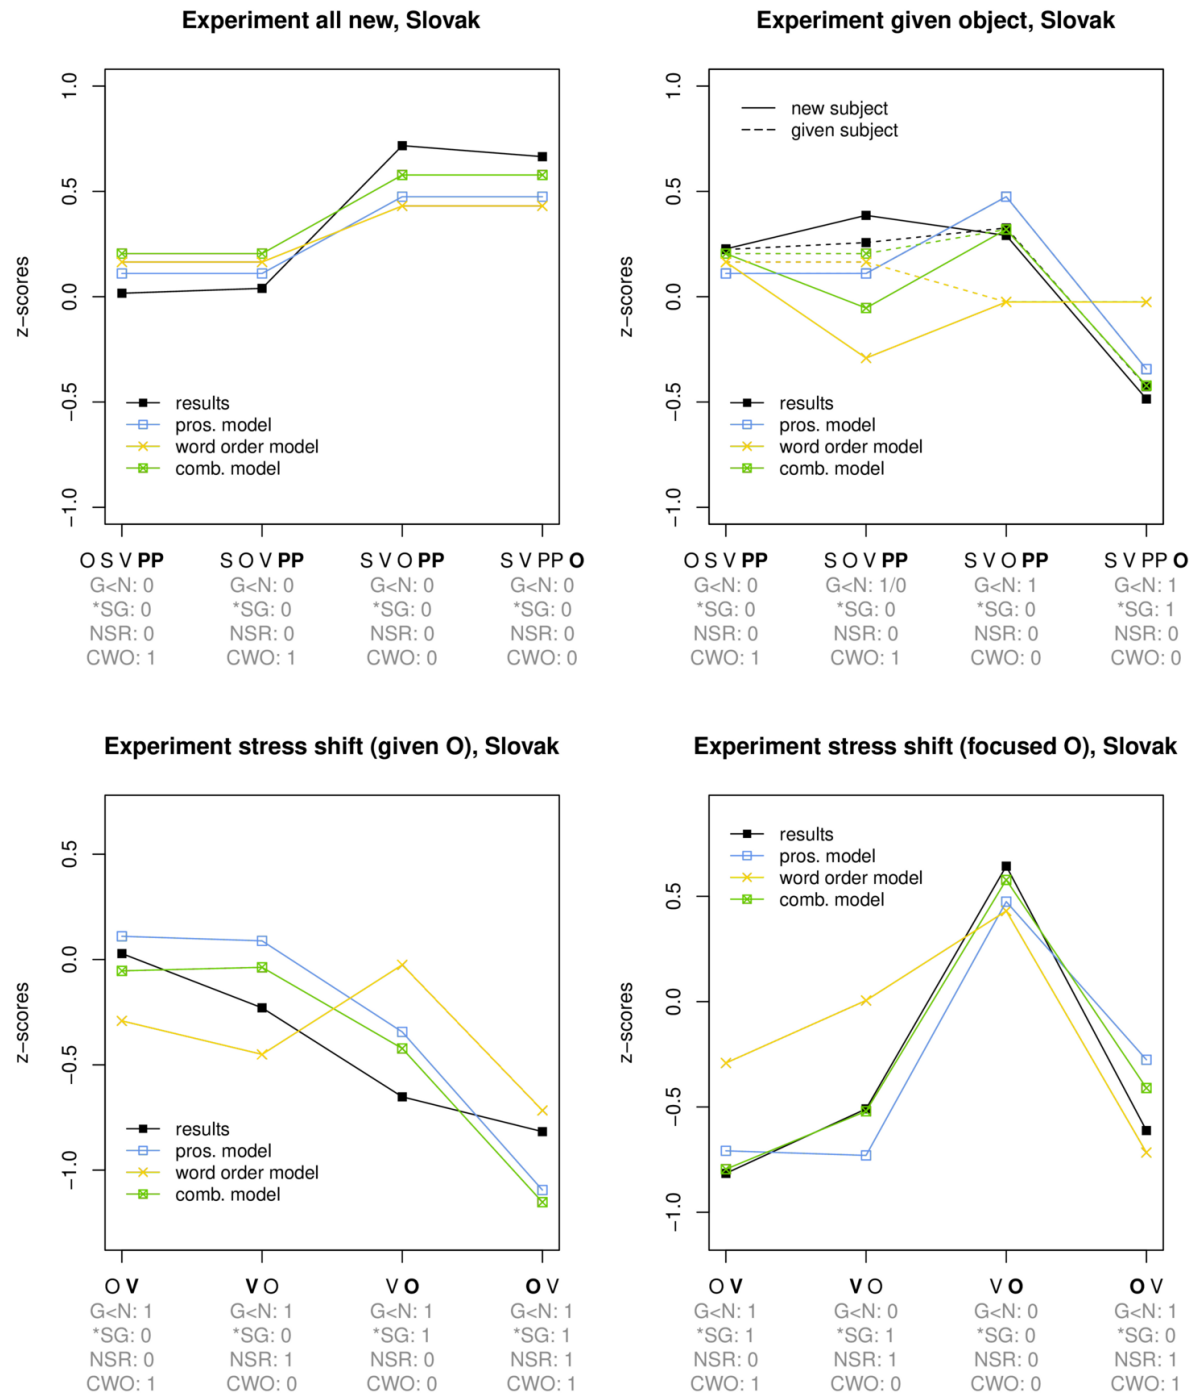 Experiment all new, Slovak
z−scores
1.0
0.5
0.0
−0.5
−1.0
results
pros. model
word order model
comb. model
O S V PP S O V PP S V O PP S V PP O
G<N: 0 G<N: 0 G<N: 0 G<N: 0
*SG: 0 *SG: 0 *SG: 0 *SG: 0
NSR: 0 NSR: 0 NSR: 0 NSR: 0
CWO: 1 CWO: 1 CWO: 0 CWO: 0
Experiment given object, Slovak
z−scores
1.0
0.5
0.0
−0.5
−1.0
new subject
given subject
results
pros. model
word order model
comb. model
O S V PP S O V PP S V O PP S V PP O
G<N: 0 G<N: 1/0 G<N: 1 G<N: 1
*SG: 0 *SG: 0 *SG: 0 *SG: 1
NSR: 0 NSR: 0 NSR: 0 NSR: 0
CWO: 1 CWO: 1 CWO: 0 CWO: 0
Experiment stress shift (given O), Slovak
z−scores
0.5
0.0
−0.5
−1.0
results
pros. model
word order model
comb. model
O V V O V O O V
G<N: 1 G<N: 1 G<N: 1 G<N: 1
*SG: 0 *SG: 0 *SG: 1 *SG: 1
NSR: 0 NSR: 1 NSR: 0 NSR: 1
CWO: 1 CWO: 0 CWO: 0 CWO: 1
Experiment stress shift (focused O), Slovak
z−scores
0.5
0.0
−0.5
−1.0
results
pros. model
word order model
comb. model
O V V O V O O V
G<N: 1 G<N: 0 G<N: 0 G<N: 1
*SG: 1 *SG: 1 *SG: 0 *SG: 0
NSR: 0 NSR: 1 NSR: 0 NSR: 1
CWO: 1 CWO: 0 CWO: 0 CWO: 1